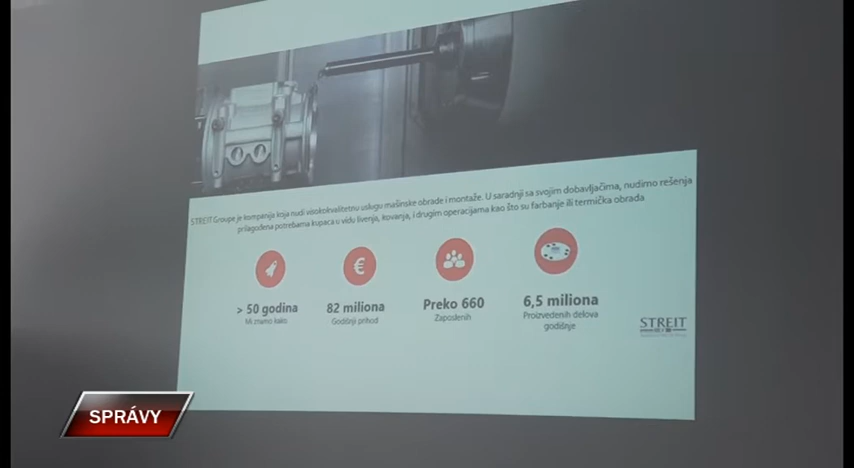 STREIT Groupe je kompanija koja nudi visokokvalitetnu uslugu mašinske obrade i montaže. U saradnji sa svojim dobavljačima, nudimo rešenja
prilagođena potrebama kupaca u vidu livenja, kovanja, i drugim operacijama kao što su farbanje ili termička obrada
> 50 godina
Mi znamo kako
82 miliona
Godišnji prihod
Preko 660
Zaposlenih
6,5 miliona
Proizvedenih delova
godišnje
STREIT
SPRÁVY